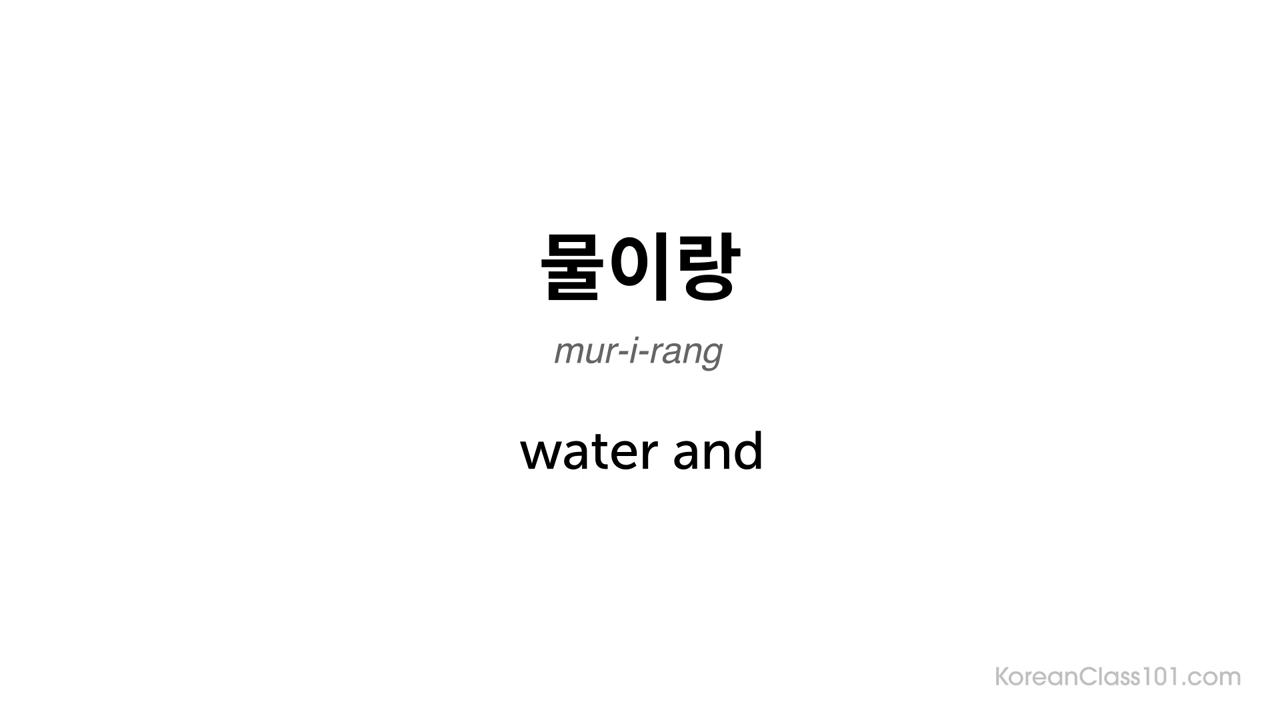 물이랑
mur-i-rang
water and
KoreanClass101.com